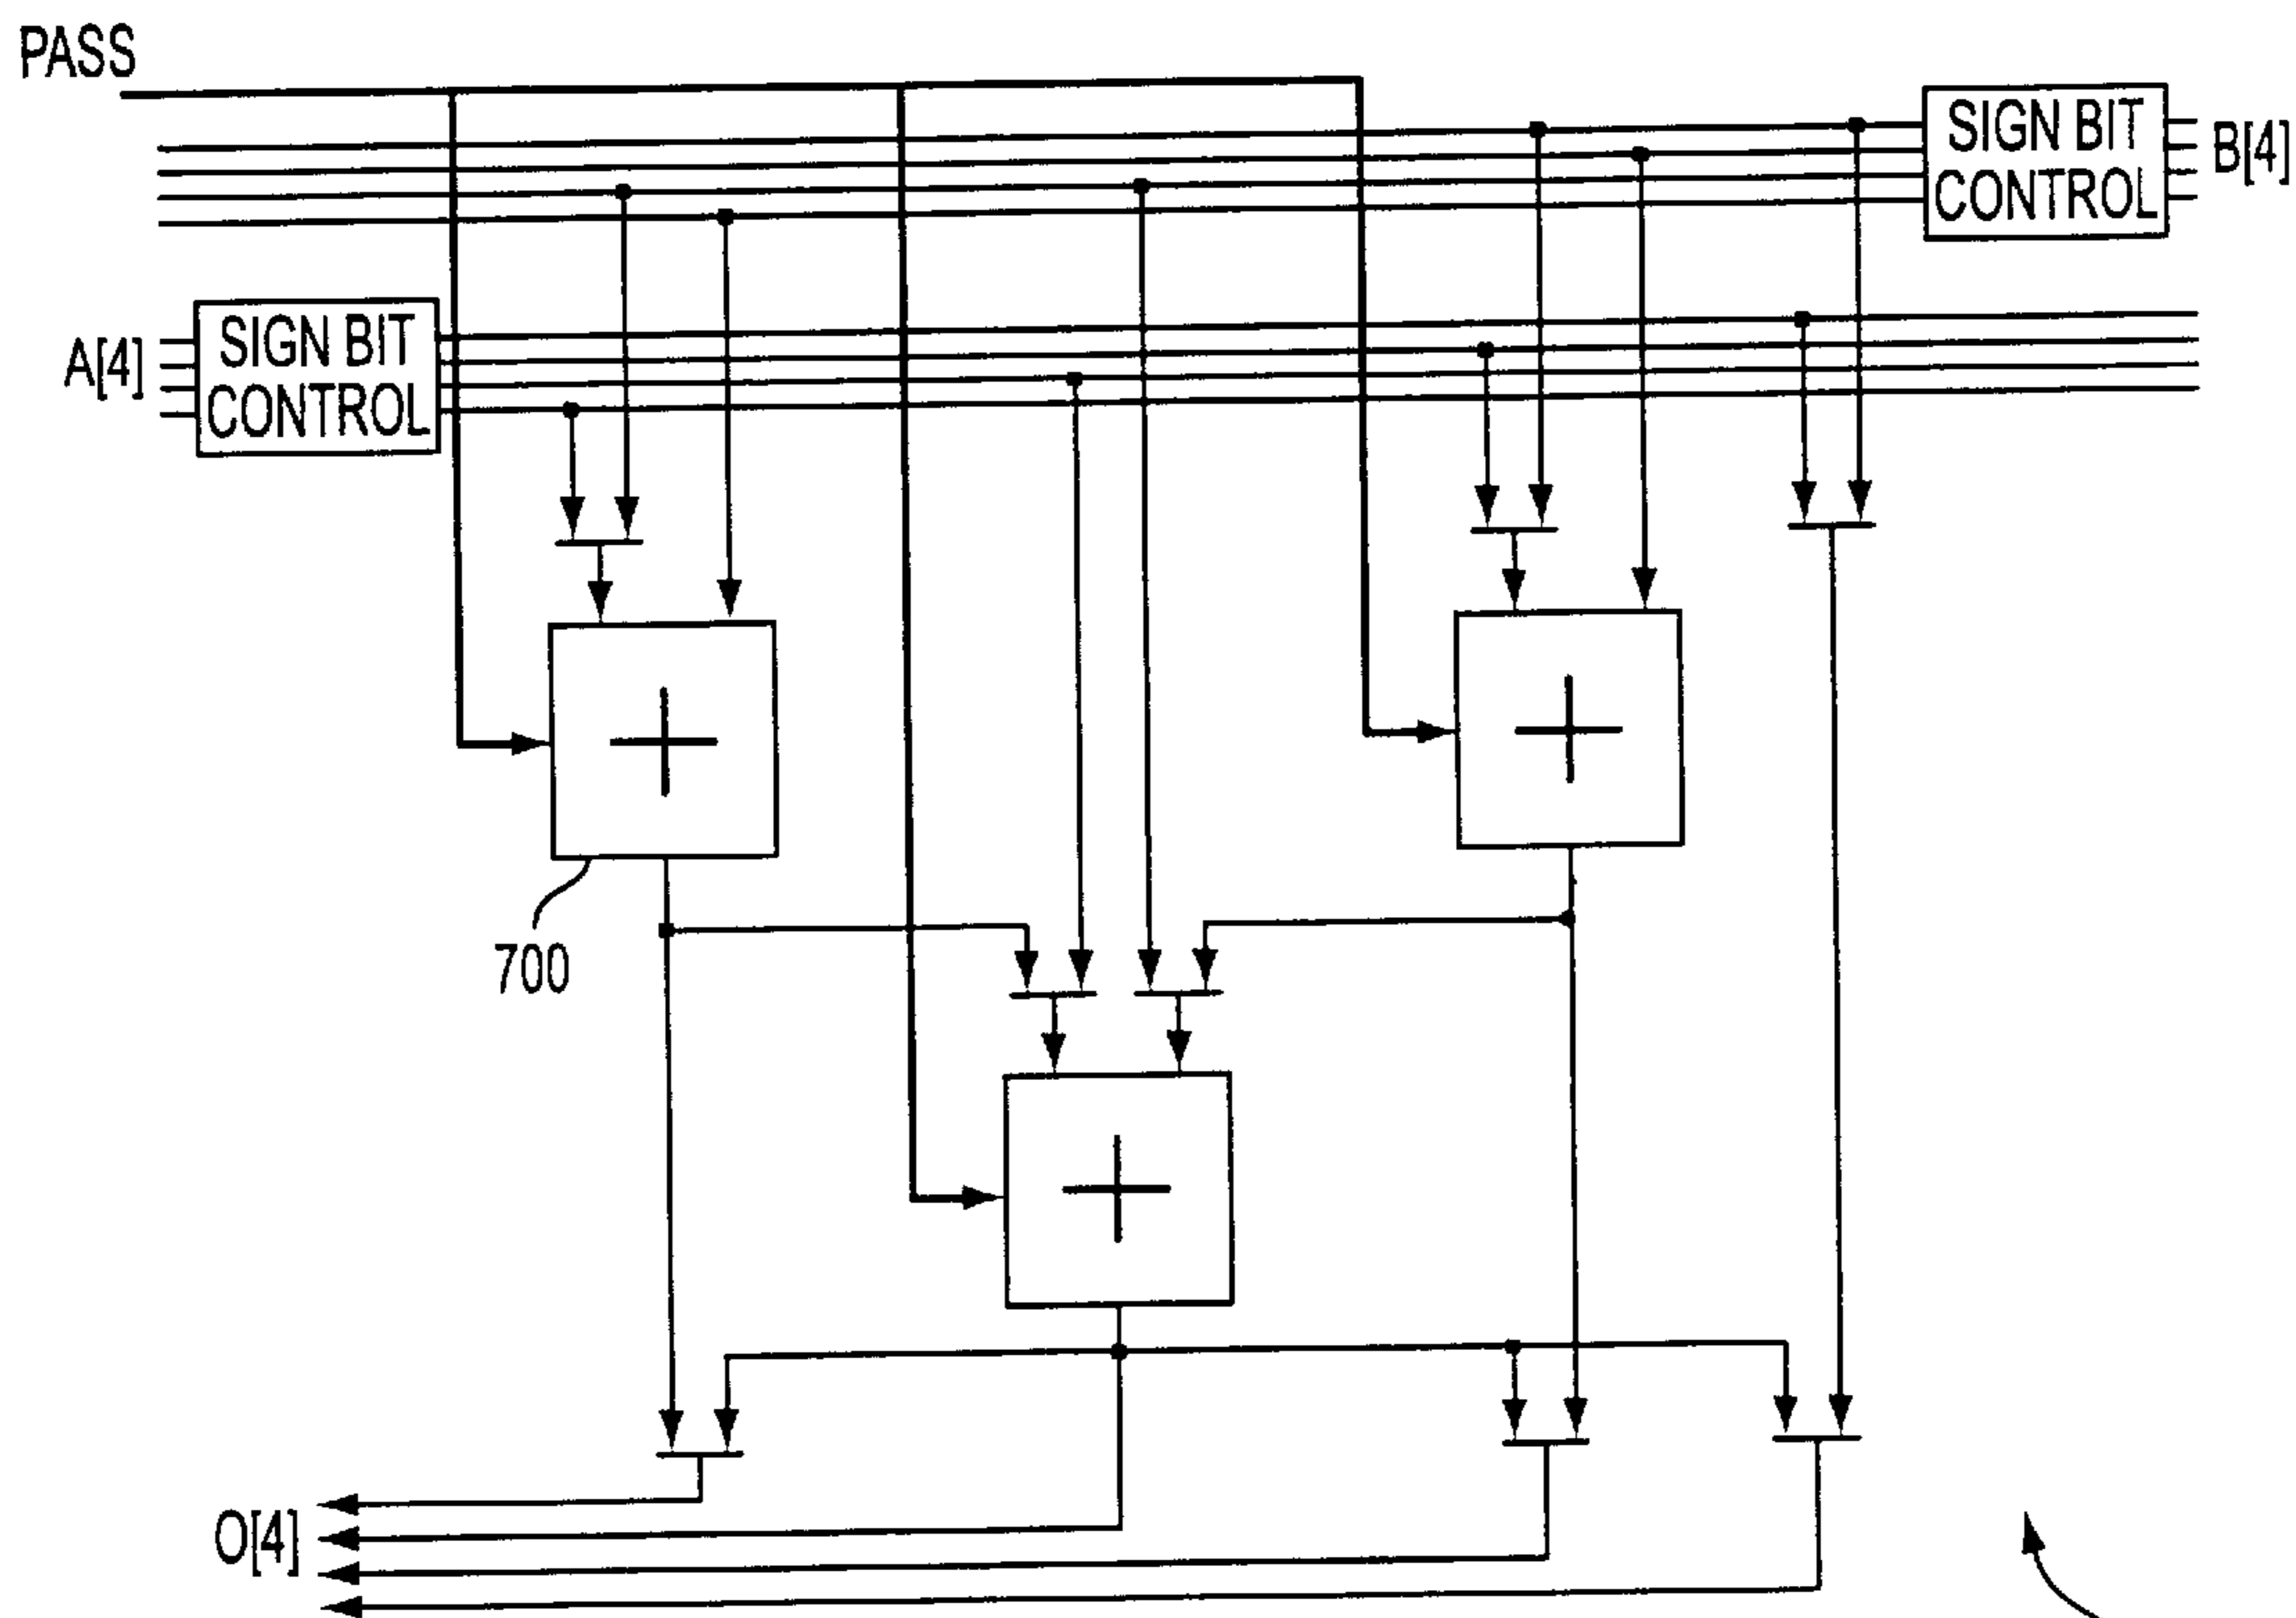 PASS
SIGN BIT
CONTROL
B[4]
A[4]
SIGN BIT
CONTROL
700
O[4]